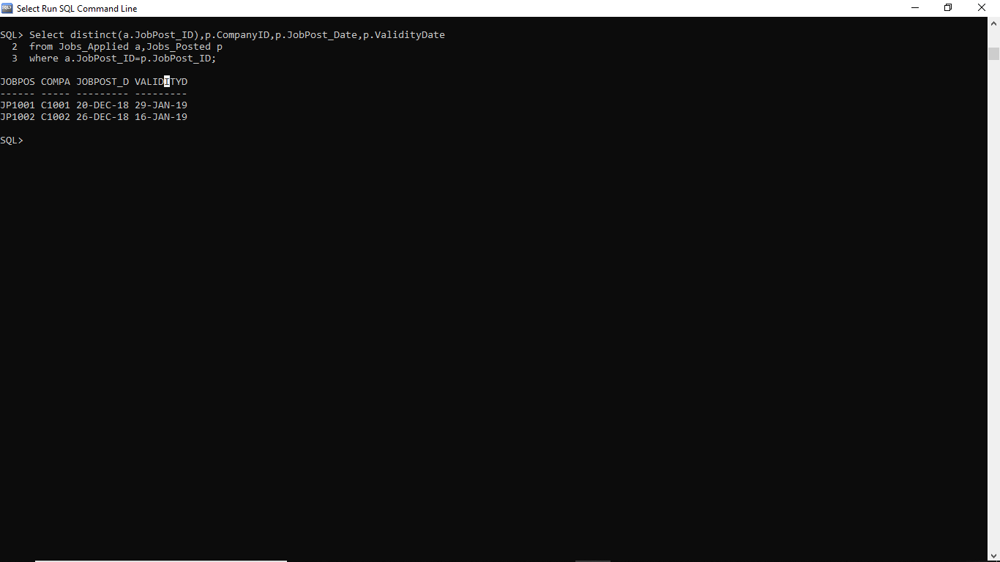 Select Run SQL Command Line
SQL> Select distinct(a.JobPost_ID),p.CompanyID,p.JobPost_Date,p.ValidityDate
  2  from Jobs_Applied a,Jobs_Posted p
  3  where a.JobPost_ID=p.JobPost_ID;
JOBPOS COMPA JOBPOST_D VALIDITYD
------ ----- --------- ---------
JP1001 C1001 20-DEC-18 29-JAN-19
JP1002 C1002 26-DEC-18 16-JAN-19
SQL>